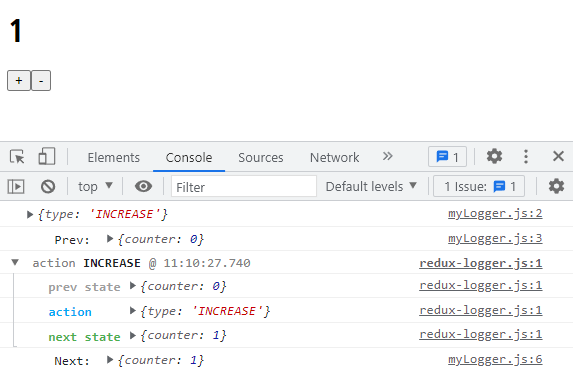 1
+ -
Elements Console Sources Network » 1
top Filter Default levels 1 Issue: 1
{type: 'INCREASE'} myLogger.js:2
Prev: {counter: 0} myLogger.js:3
action INCREASE @ 11:10:27.740 redux-logger.js:1
prev state {counter: 0} redux-logger.js:1
action {type: 'INCREASE'} redux-logger.js:1
next state {counter: 1} redux-logger.js:1
Next: {counter: 1} myLogger.js:6